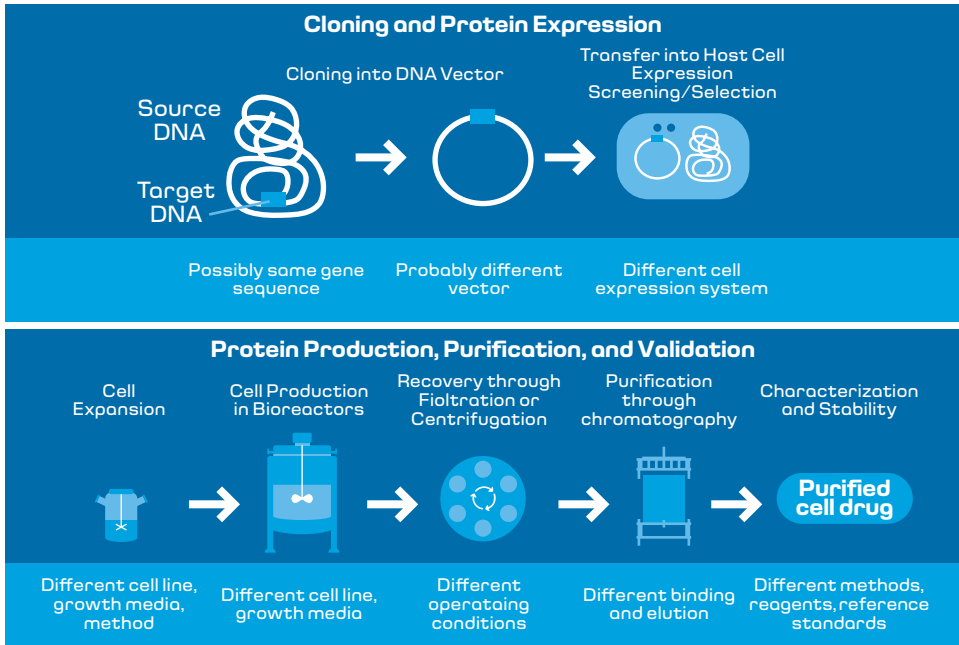 Cloning and Protein Expression
Cloning into DNA Vector
Transfer into Host Cell
Expression
Screening/Selection
Source
DNA
Target
DNA
Possibly same gene
sequence
Probably different
vector
Different cell
expression system
Protein Production, Purification, and Validation
Cell
Expansion
Cell Production
in Bioreactors
Recovery through
Fioltration or
Centrifugation
Purification
through
chromatography
Characterization
and Stability
Purified
cell drug
Different cell line,
growth media,
method
Different cell line,
growth media
Different
operataing
conditions
Different binding
and elution
Different methods,
reagents, reference
standards